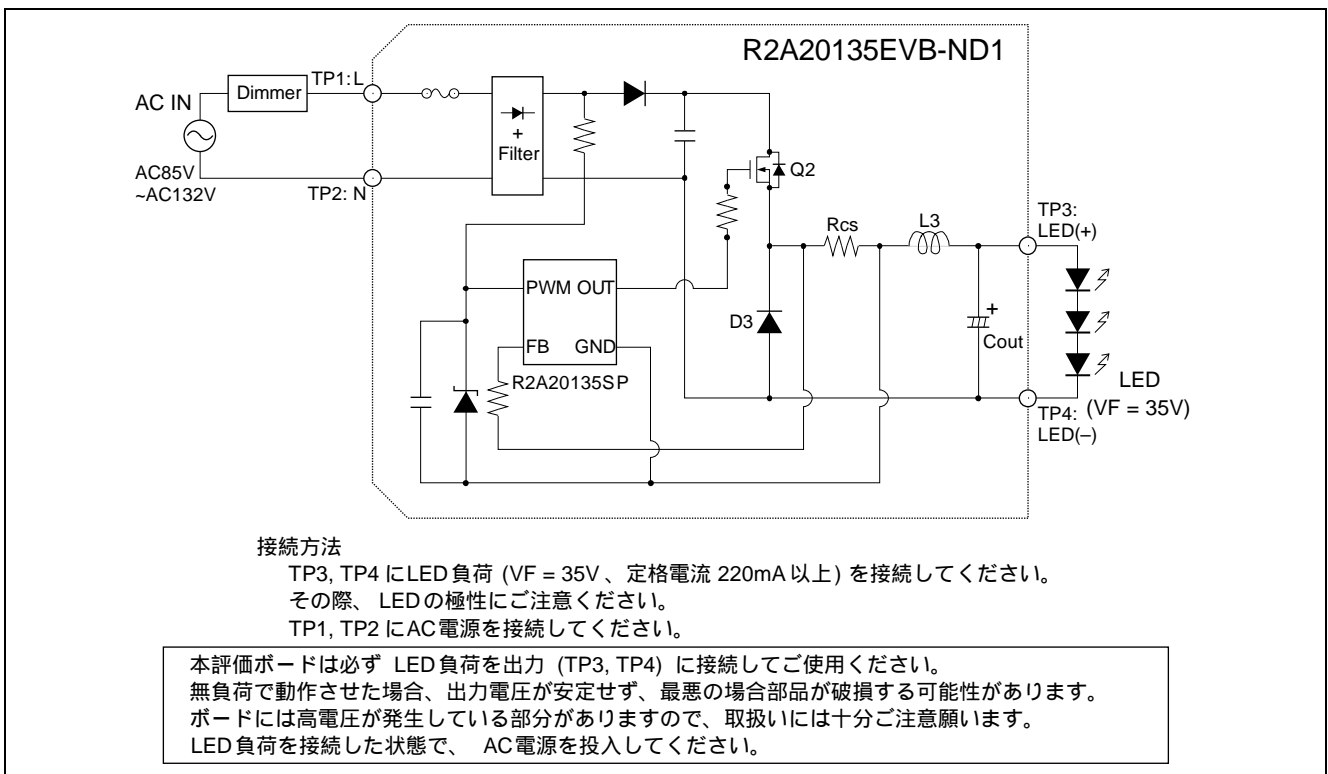 R2A20135EVB-ND1
TP1:L
Dimmer
AC IN
+
Filter
Q2
AC85V
~AC132V
TP2: N
TP3:
LED(+)
Rcs
L3
PWM OUT
D3
+
Cout
FB GND
R2A20135SP
LED
(VF = 35V)
TP4:
LED(–)
接続方法
TP3, TP4 にLED負荷 (VF = 35V 、定格電流 220mA以上) を接続してください。
その際、 LEDの極性にご注意ください。
TP1, TP2 にAC電源を接続してください。
本評価ボードは必ず LED負荷を出力 (TP3, TP4) に接続してご使用ください。
無負荷で動作させた場合、出力電圧が安定せず、最悪の場合部品が破損する可能性があります。
ボードには高電圧が発生している部分がありますので、取扱いには十分ご注意願います。
LED負荷を接続した状態で、 AC電源を投入してください。